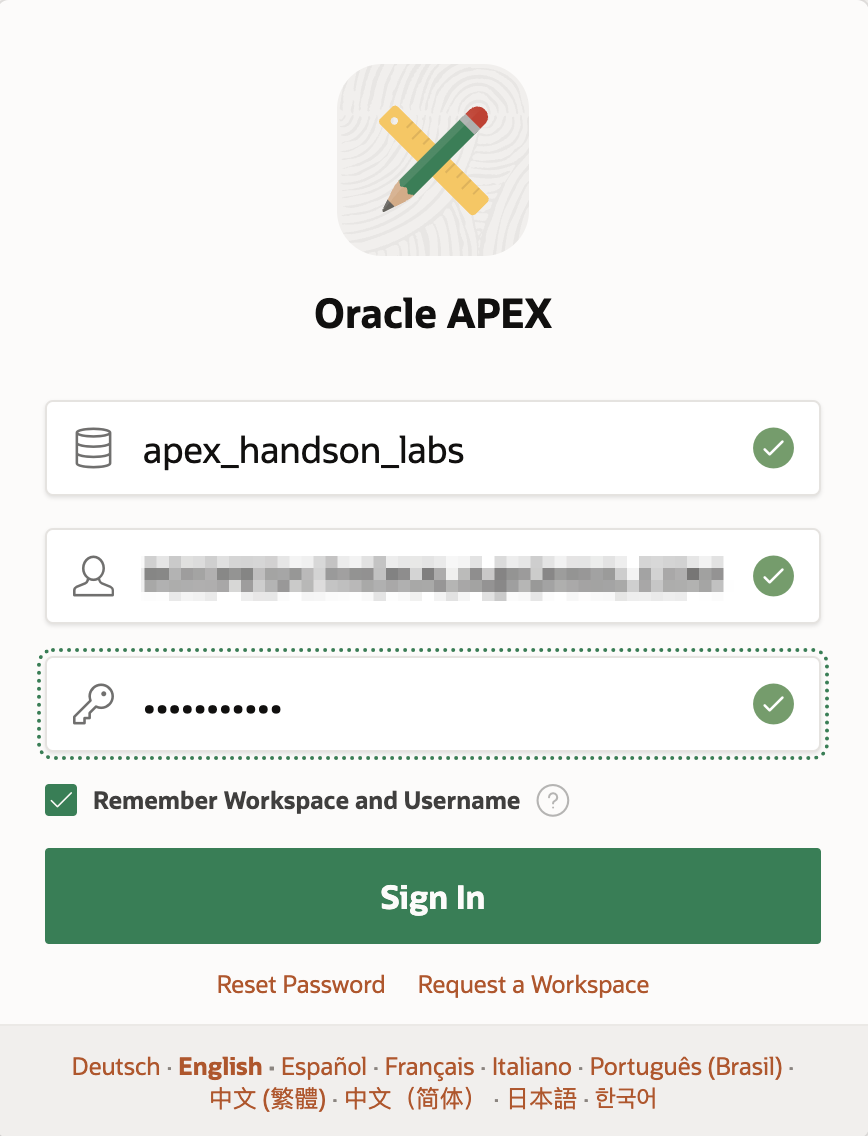 Oracle APEX
apex_handson_labs
•••••••••••
Remember Workspace and Username ?
Sign In
Reset Password Request a Workspace
Deutsch · English · Español · Français · Italiano · Português (Brasil) ·
中文 (繁體) · 中文（简体） · 日本語 · 한국어